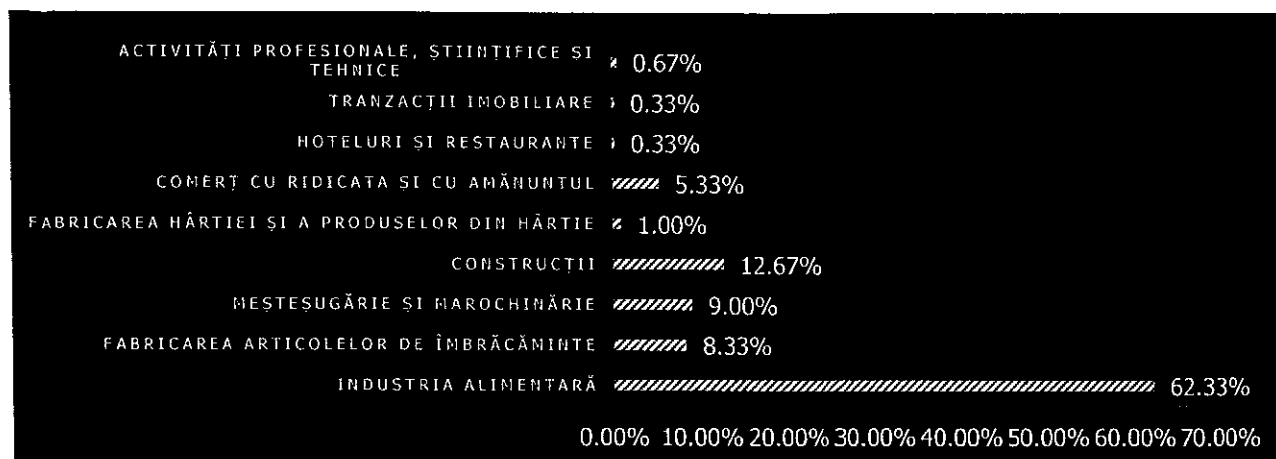 ACTIVITĂȚI PROFESIONALE, ȘTIINȚIFICE ȘI
TEHNICE
0.67%
TRANZACȚII IMOBILIARE 0.33%
HOTELURI ȘI RESTAURANTE 0.33%
COMERȚ CU RIDICATA SI CU AMĂNUNTUL 5.33%
FABRICAREA HÂRTIEI ȘI A PRODUSELOR DIN HÂRTIE 1.00%
CONSTRUCȚII 12.67%
MEȘTEȘUGĂRIE ȘI MAROCHINĂRIE 9.00%
FABRICAREA ARTICOLELOR DE ÎMBRĂCĂMINTE 8.33%
INDUSTRIA ALIMENTARĂ 62.33%
0.00% 10.00% 20.00% 30.00% 40.00% 50.00% 60.00% 70.00%